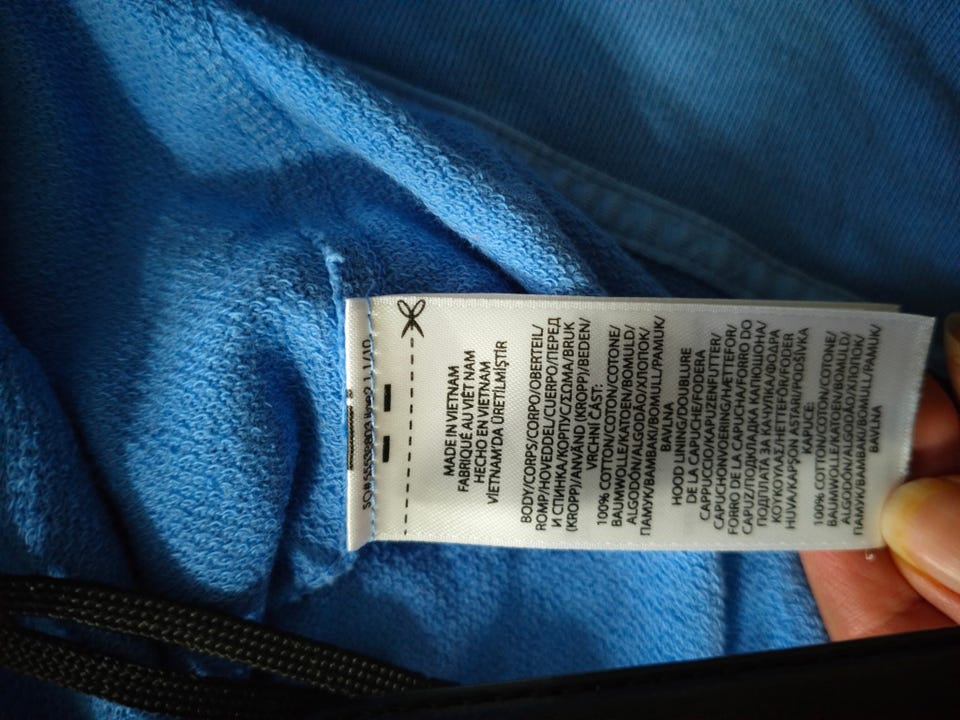 MADE IN VIETNAM
FABRIQUÉ AU VIÊT NAM
HECHO EN VIETNAM
VİETNAM'DA ÜRETİLMİŞTİR
BODY/CORPS/CORPO/OBERTEIL/
ROMP/HOVEDDEL/CUERPO/ПЕРЕД
И СПИНКА/КОРПУС/ΣΩΜΑ/BRUK
(KROPP)/ANVÄND (KROPP)/BEDEN/
VRCHNÍ ČÁST:
100% COTTON/COTON/COTONE/
BAUMWOLLE/KATOEN/BOMULD/
ALGODÓN/ALGODÃO/ХЛОПОК/
ПАМУК/BAMBAKI/BOMULL/PAMUK/
BAVLNA
HOOD LINING/DOUBLURE
DE LA CAPUCHE/FODERA
CAPPUCCIO/KAPUZENFUTTER/
CAPUCHONVOERING/HÆTTEFOR/
FORRO DE LA CAPUCHA/FORRO DO
CAPUZ/ПОДКЛАДКА КАПЮШОНА/
ПОДПЛАТА ЗА КАЧУЛКА/ΦΟΔΡΑ
ΚΟΥΚΟΥΛΑΣ/HETTEFÔR/FODER
HUVA/KAPŞON ASTARI/PODŠÍVKA
KAPUCE:
100% COTTON/COTON/COTONE/
BAUMWOLLE/KATOEN/BOMULD/
ALGODÓN/ALGODÃO/ХЛОПОК/
ПАМУК/BAMBAKI/BOMULL/PAMUK/
BAVLNA